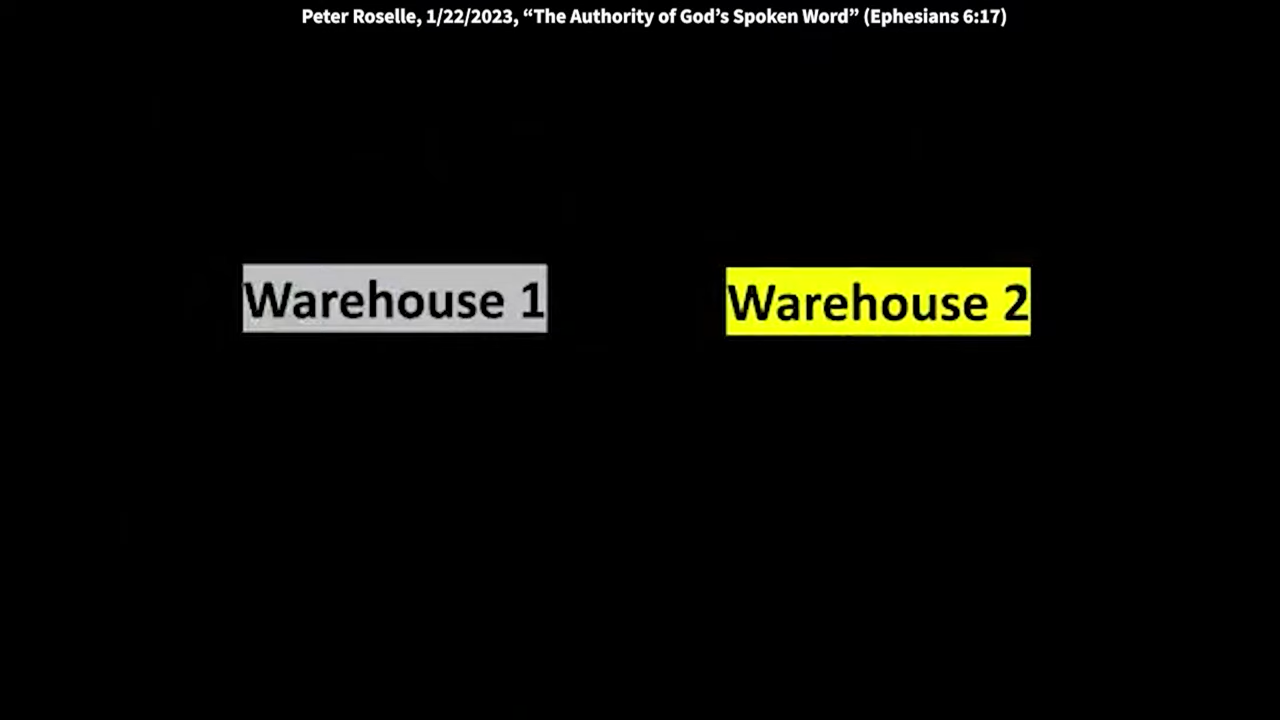 Peter Roselle, 1/22/2023, “The Authority of God’s Spoken Word” (Ephesians 6:17)
Warehouse 1
Warehouse 2